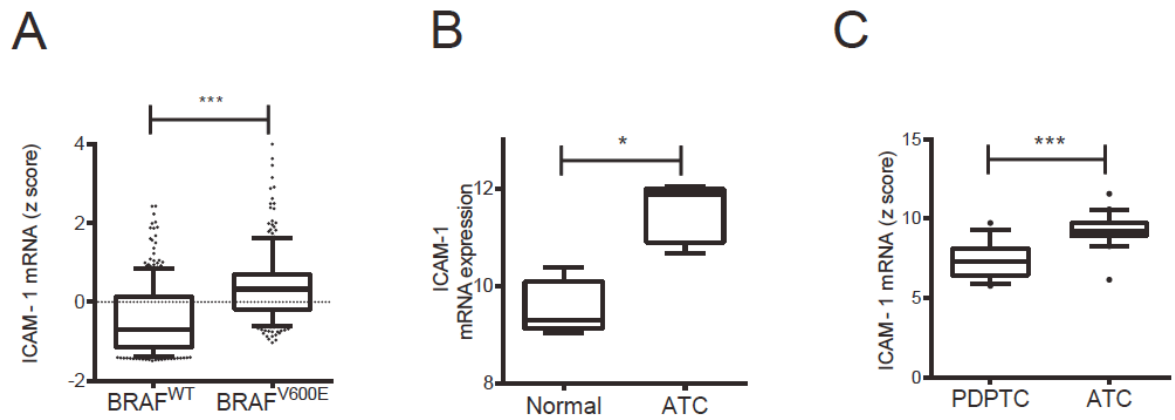 A
ICAM - 1 mRNA (z score)
4
2
0
-2
***
BRAF^WT
BRAF^V600E
B
ICAM-1
mRNA expression
12
10
8
*
Normal
ATC
C
ICAM - 1 mRNA (z score)
15
10
5
0
***
PDPTC
ATC